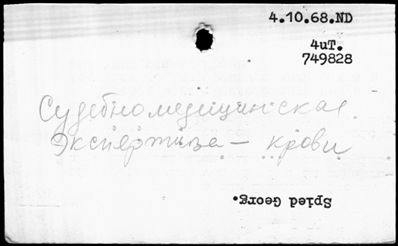 4.10.68.ND
4uT.
749828
Судебномедицинская
Экспертиза – крови
Spied Georg.